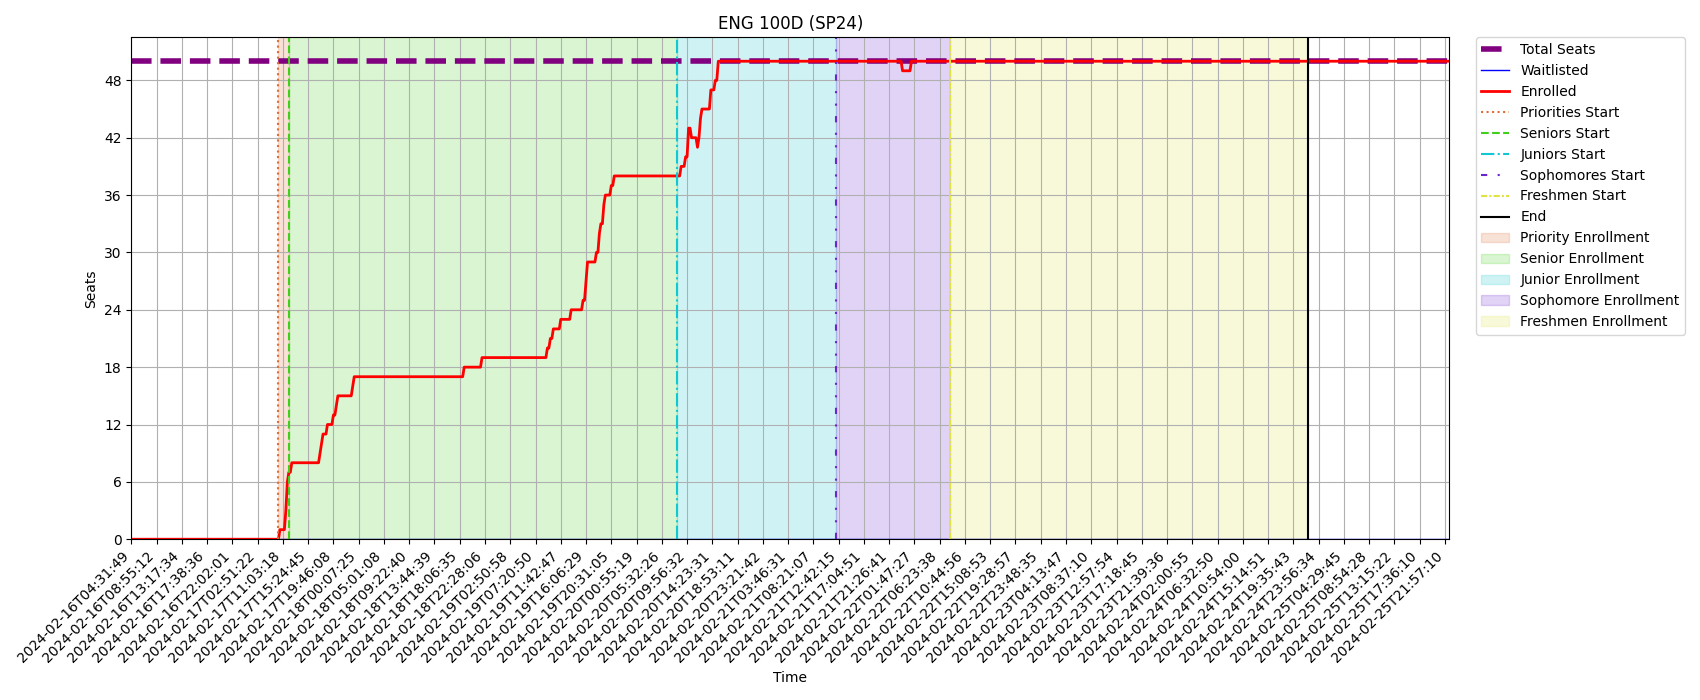 ENG 100D (SP24)
Seats
48
42
36
30
24
18
12
6
0
2024-02-16T04:31:49
2024-02-16T08:55:12
2024-02-16T13:17:34
2024-02-16T17:38:36
2024-02-16T22:02:01
2024-02-17T02:51:22
2024-02-17T11:03:18
2024-02-17T15:24:45
2024-02-17T19:46:08
2024-02-18T00:07:25
2024-02-18T05:01:08
2024-02-18T09:22:40
2024-02-18T13:44:39
2024-02-18T18:06:35
2024-02-18T22:28:06
2024-02-19T02:50:58
2024-02-19T07:20:50
2024-02-19T11:42:47
2024-02-19T16:06:29
2024-02-19T20:31:05
2024-02-20T00:55:19
2024-02-20T05:32:26
2024-02-20T09:56:32
2024-02-20T14:23:31
2024-02-20T18:53:11
2024-02-20T23:21:42
2024-02-21T03:46:31
2024-02-21T08:21:07
2024-02-21T12:42:15
2024-02-21T17:04:51
2024-02-21T21:26:41
2024-02-22T01:47:27
2024-02-22T06:23:38
2024-02-22T10:44:56
2024-02-22T15:08:53
2024-02-22T19:28:57
2024-02-22T23:48:35
2024-02-23T04:13:47
2024-02-23T08:37:10
2024-02-23T12:57:54
2024-02-23T17:18:45
2024-02-23T21:39:36
2024-02-24T02:00:55
2024-02-24T06:32:50
2024-02-24T10:54:00
2024-02-24T15:14:51
2024-02-24T19:35:43
2024-02-24T23:56:34
2024-02-25T04:29:45
2024-02-25T08:54:28
2024-02-25T13:15:22
2024-02-25T17:36:10
2024-02-25T21:57:10
Time
Total Seats
Waitlisted
Enrolled
Priorities Start
Seniors Start
Juniors Start
Sophomores Start
Freshmen Start
End
Priority Enrollment
Senior Enrollment
Junior Enrollment
Sophomore Enrollment
Freshmen Enrollment